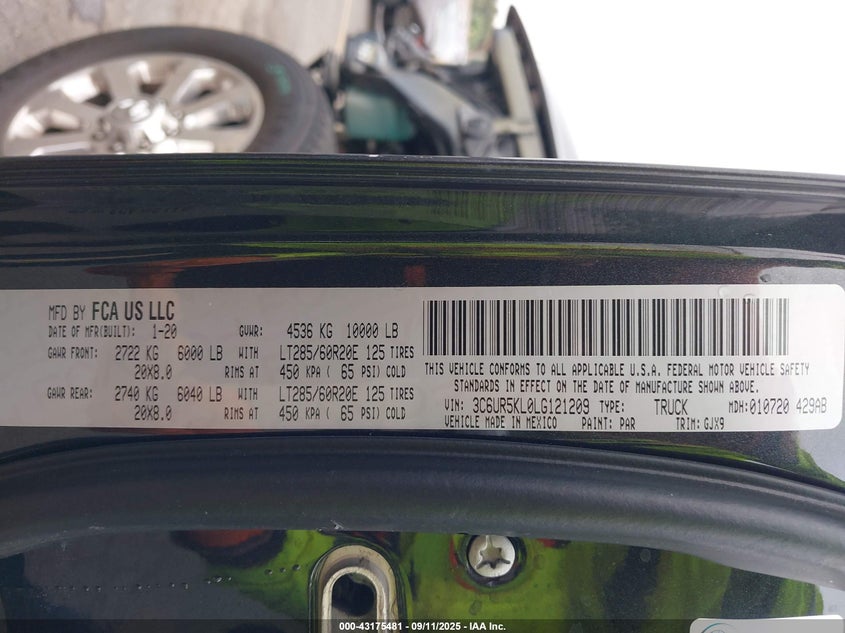 MFD BY FCA US LLC
DATE OF MFR(BUILT): 1-20 GVWR: 4536 KG 10000 LB
GAWR FRONT: 2722 KG 6000 LB WITH LT285/60R20E 125 TIRES
20X8.0 RIMS AT 450 KPA ( 65 PSI) COLD
GAWR REAR: 2740 KG 6040 LB WITH LT285/60R20E 125 TIRES
20X8.0 RIMS AT 450 KPA ( 65 PSI) COLD
THIS VEHICLE CONFORMS TO ALL APPLICABLE U.S.A. FEDERAL MOTOR VEHICLE SAFETY
STANDARDS IN EFFECT ON THE DATE OF MANUFACTURE SHOWN ABOVE.
VIN: 3C6UR5KL0LG121209 TYPE: TRUCK MDH: 010720 429AB
VEHICLE MADE IN MEXICO PAINT: PAR TRIM: GJX9
000-43175481 - 09/11/2025 - IAA Inc.